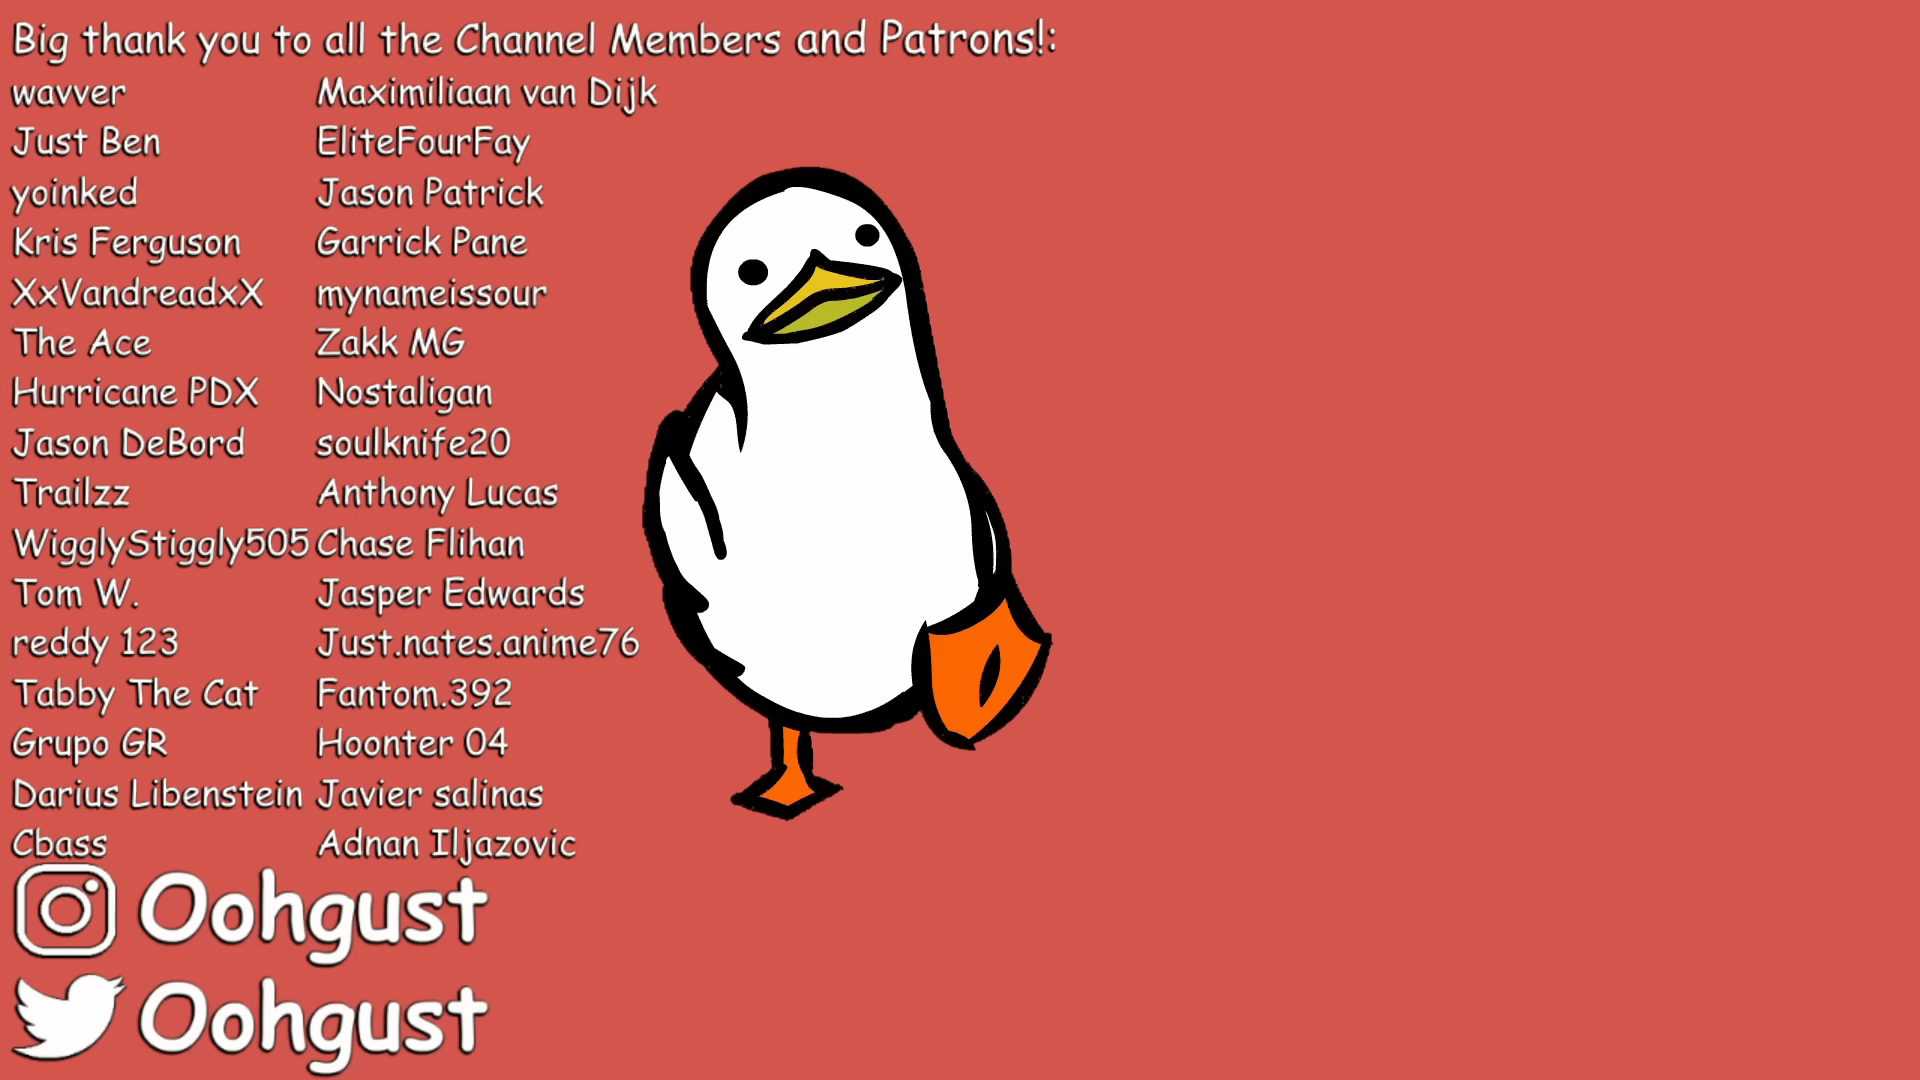 Big thank you to all the Channel Members and Patrons!:
wavver Maximiliaan van Dijk
Just Ben EliteFourFay
yoinked Jason Patrick
Kris Ferguson Garrick Pane
XxVandreadxX mynameissour
The Ace Zakk MG
Hurricane PDX Nostaligan
Jason DeBord soulknife20
Trailzz Anthony Lucas
WigglyStiggly505 Chase Flihan
Tom W. Jasper Edwards
reddy 123 Just.nates.anime76
Tabby The Cat Fantom.392
Grupo GR Hoonter 04
Darius Libenstein Javier salinas
Cbass Adnan Iljazovic
Oohgust
Oohgust